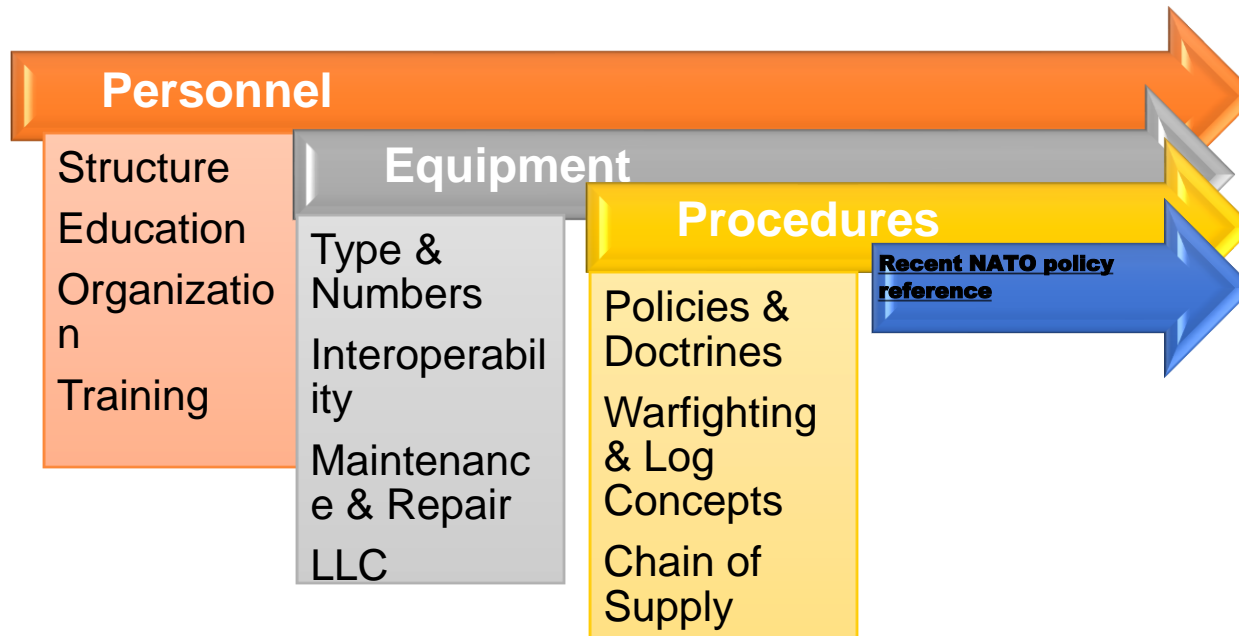 Personnel
Structure
Education
Organizatio
n
Training
Equipment
Type &
Numbers
Interoperabil
ity
Maintenanc
e & Repair
LLC
Procedures
Policies &
Doctrines
Warfighting
& Log
Concepts
Chain of
Supply
Recent NATO policy
reference